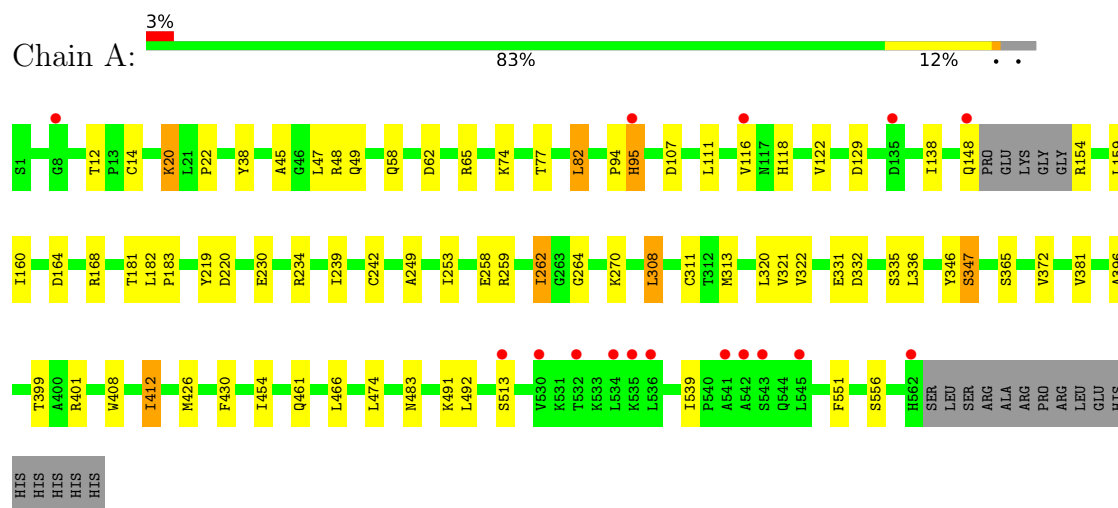 3%
Chain A:
83% 12% • •
S1 G8 T12 P13 C14 K20 L21 P22 Y38 A45 G46 L47 R48 Q49 Q58 D62 R65 K74 T77 L82 P94 H95 D107 L111 V116 N117 H118 V122 D129 D135 I138 Q148 PRO GLU LYS GLY GLY R154 L159
I160 D164 R168 T181 L182 P183 Y219 D220 E230 R234 I239 C242 A249 I253 E258 R259 I262 G263 G264 K270 L308 C311 T312 M313 L320 V321 V322 E331 D332 S335 L336 Y346 S347 S365 V372 V381 A396
T399 A400 R401 W408 I412 M426 F430 I454 Q461 L466 L474 N483 K491 L492 S513 V530 K531 T532 K533 L534 K535 L536 I539 P540 A541 A542 S543 Q544 L545 F551 S556 H562 SER LEU SER ARG ALA ARG PRO ARG LEU GLU HIS
HIS HIS HIS HIS HIS